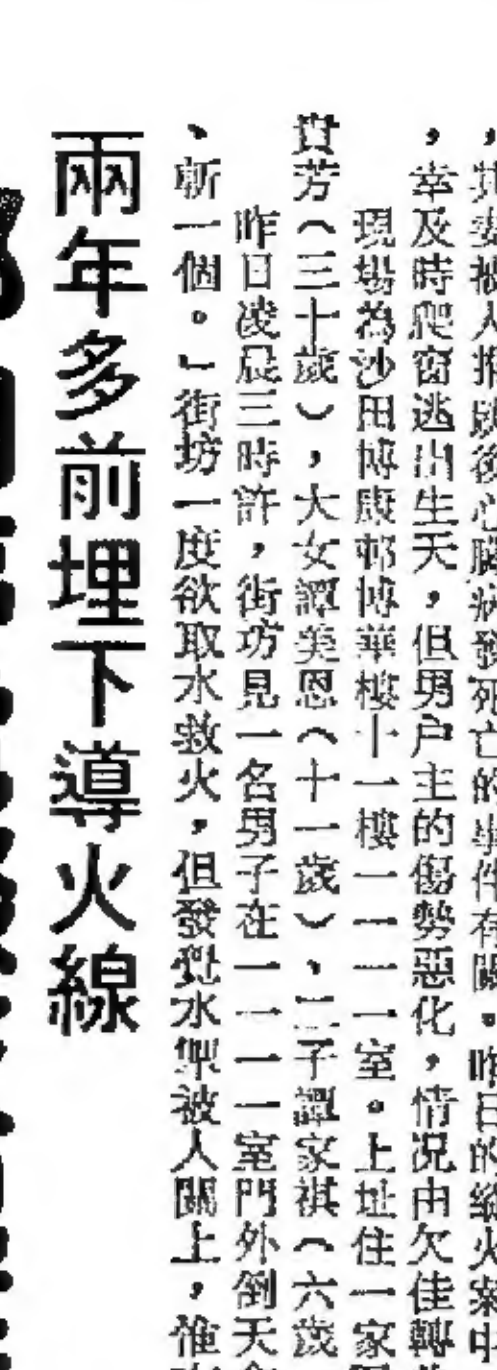 ，其妻被人推跌後心臟病發死亡的事件有關。昨日的縱火案中
，幸及時爬窗逃出生天，但男户主的傷勢惡化，情况由欠佳轉
現場為沙田博康邨博華樓十一樓一一一一室。上址住一家
貴芳（三十歲），大女譚美恩（十一歲）、二子譚家祺（六歲
昨日凌晨三時許，街坊見一名男子在一一一一室門外倒天
、斬一個。」街坊一度欲取水救火，但發覺水掣被人關上，惟
兩年多前埋下導火線